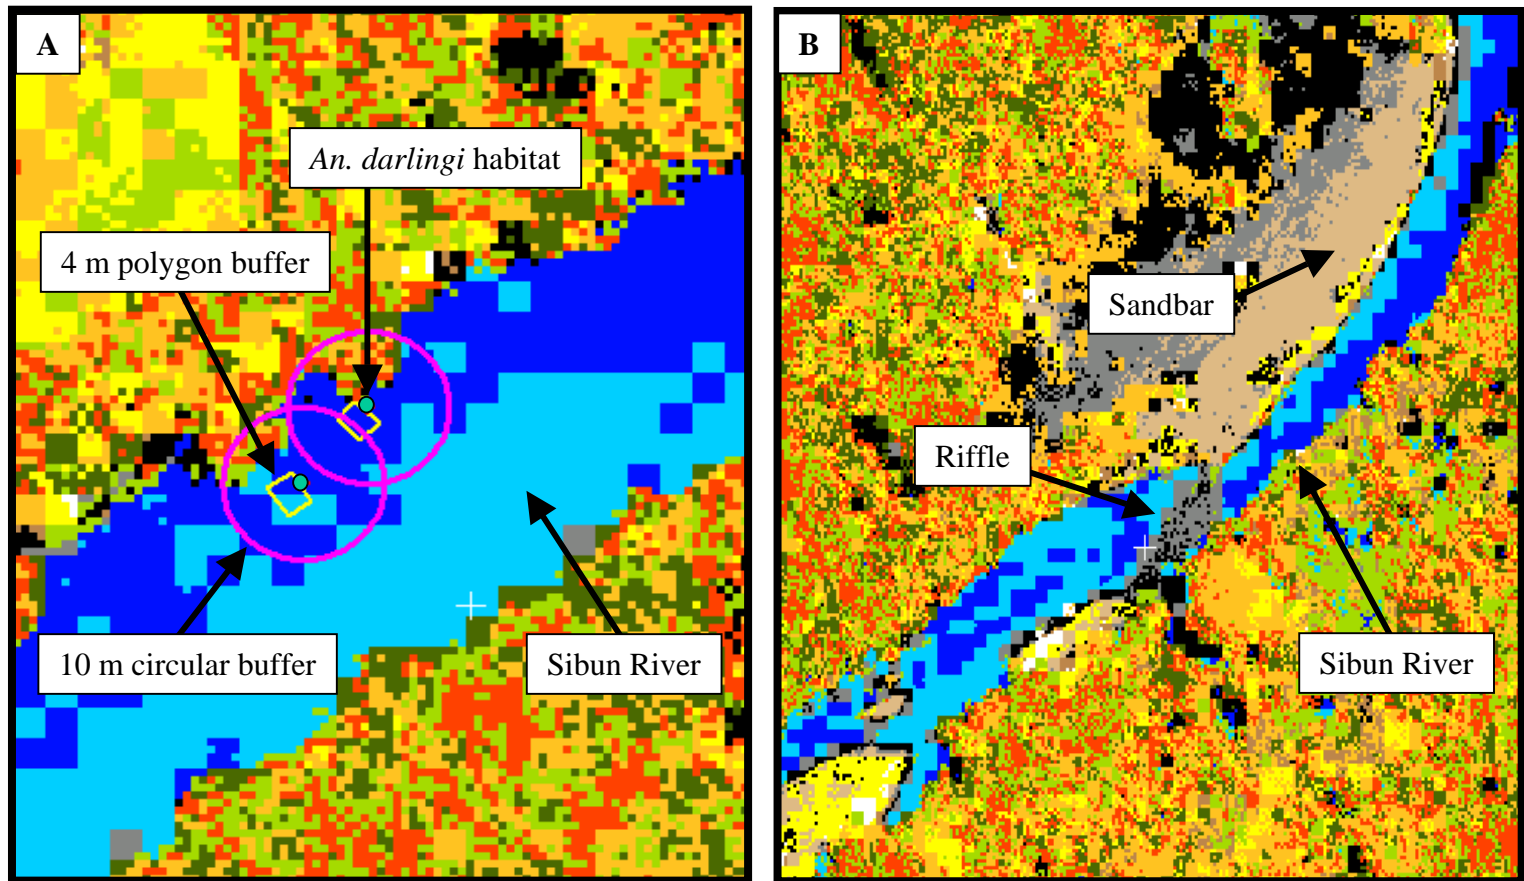 A
An. darlingi habitat
4 m polygon buffer
10 m circular buffer
Sibun River
B
Sandbar
Riffle
Sibun River